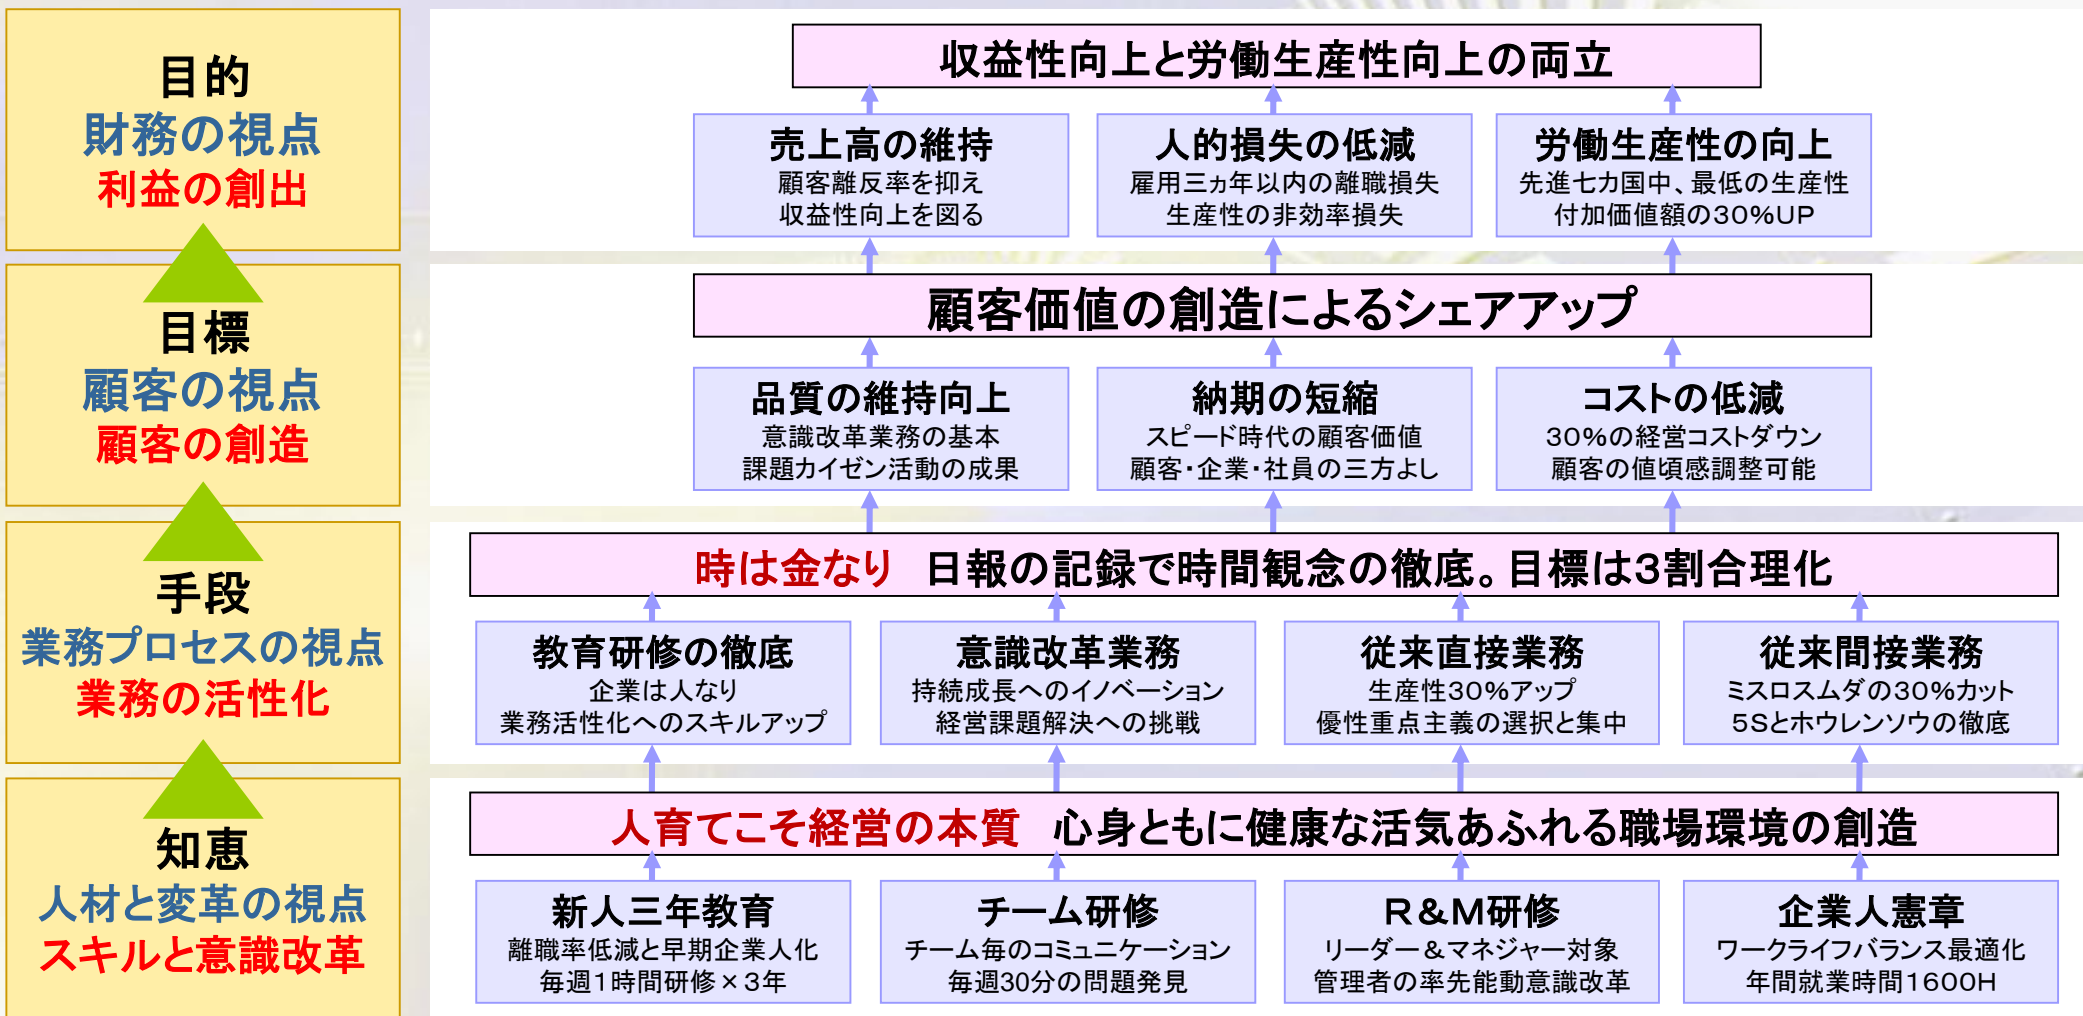 目的
財務の視点
利益の創出
収益性向上と労働生産性向上の両立
売上高の維持
顧客離反率を抑え
収益性向上を図る
人的損失の低減
雇用三ヵ年以内の離職損失
生産性の非効率損失
労働生産性の向上
先進七カ国中、最低の生産性
付加価値額の30%UP
目標
顧客の視点
顧客の創造
顧客価値の創造によるシェアアップ
品質の維持向上
意識改革業務の基本
課題カイゼン活動の成果
納期の短縮
スピード時代の顧客価値
顧客・企業・社員の三方よし
コストの低減
30%の経営コストダウン
顧客の値頃感調整可能
手段
業務プロセスの視点
業務の活性化
時は金なり 日報の記録で時間観念の徹底。目標は3割合理化
教育研修の徹底
企業は人なり
業務活性化へのスキルアップ
意識改革業務
持続成長へのイノベーション
経営課題解決への挑戦
従来直接業務
生産性30%アップ
優性重点主義の選択と集中
従来間接業務
ミスロスムダの30%カット
5Sとホウレンソウの徹底
知恵
人材と変革の視点
スキルと意識改革
人育てこそ経営の本質 心身ともに健康な活気あふれる職場環境の創造
新人三年教育
離職率低減と早期企業人化
毎週1時間研修×3年
チーム研修
チーム毎のコミュニケーション
毎週30分の問題発見
R&M研修
リーダー&マネジャー対象
管理者の率先能動意識改革
企業人憲章
ワークライフバランス最適化
年間就業時間1600H